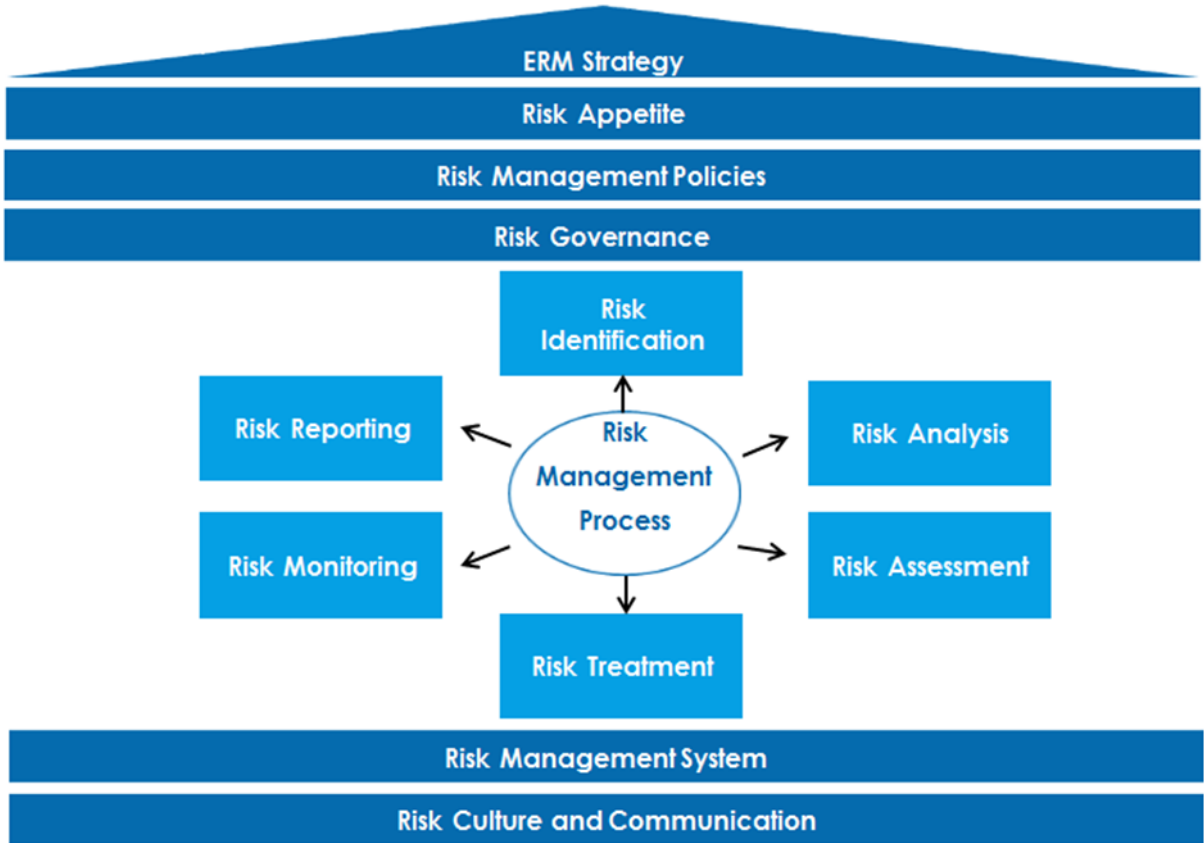 ERM Strategy
Risk Appetite
Risk Management Policies
Risk Governance
Risk
Identification
Risk Reporting
Risk
Management
Process
Risk Analysis
Risk Monitoring
Risk Assessment
Risk Treatment
Risk Management System
Risk Culture and Communication